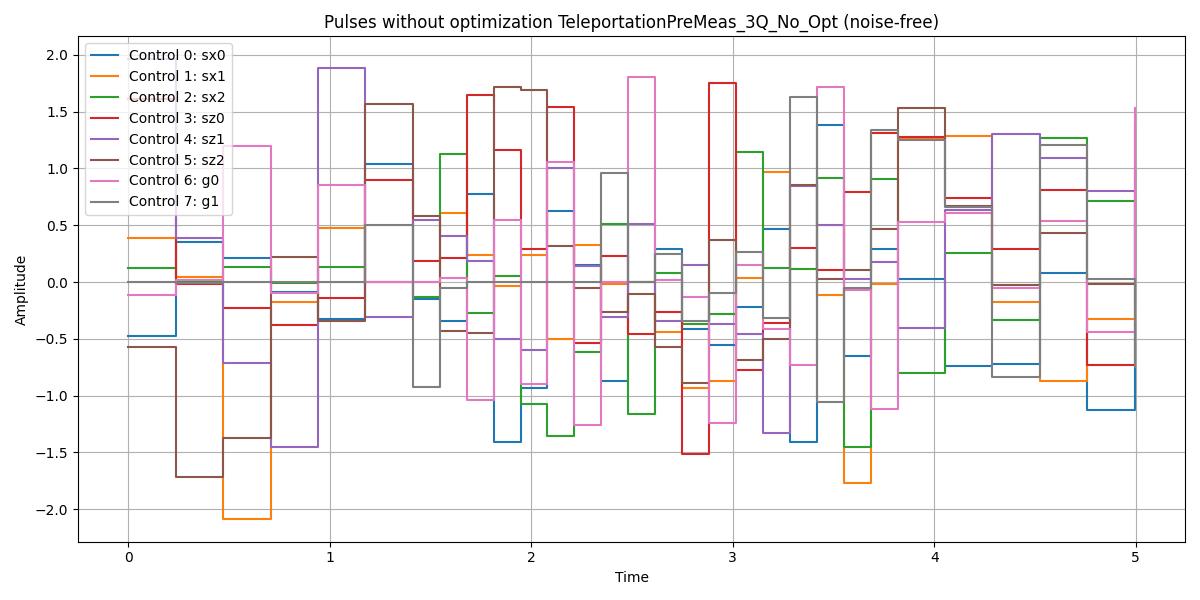 Pulses without optimization TeleportationPreMeas_3Q_No_Opt (noise-free)
Control 0: sx0
Control 1: sx1
Control 2: sx2
Control 3: sz0
Control 4: sz1
Control 5: sz2
Control 6: g0
Control 7: g1
Amplitude
2.0
1.5
1.0
0.5
0.0
−0.5
−1.0
−1.5
−2.0
0 1 2 3 4 5
Time